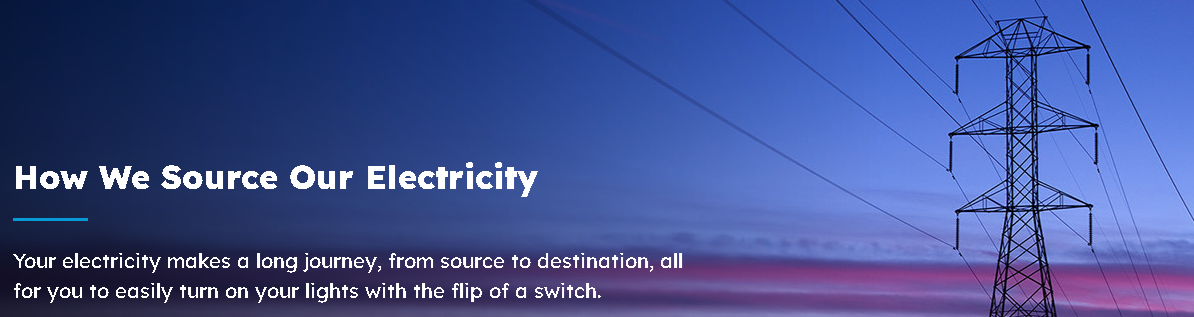 How We Source Our Electricity
Your electricity makes a long journey, from source to destination, all
for you to easily turn on your lights with the flip of a switch.